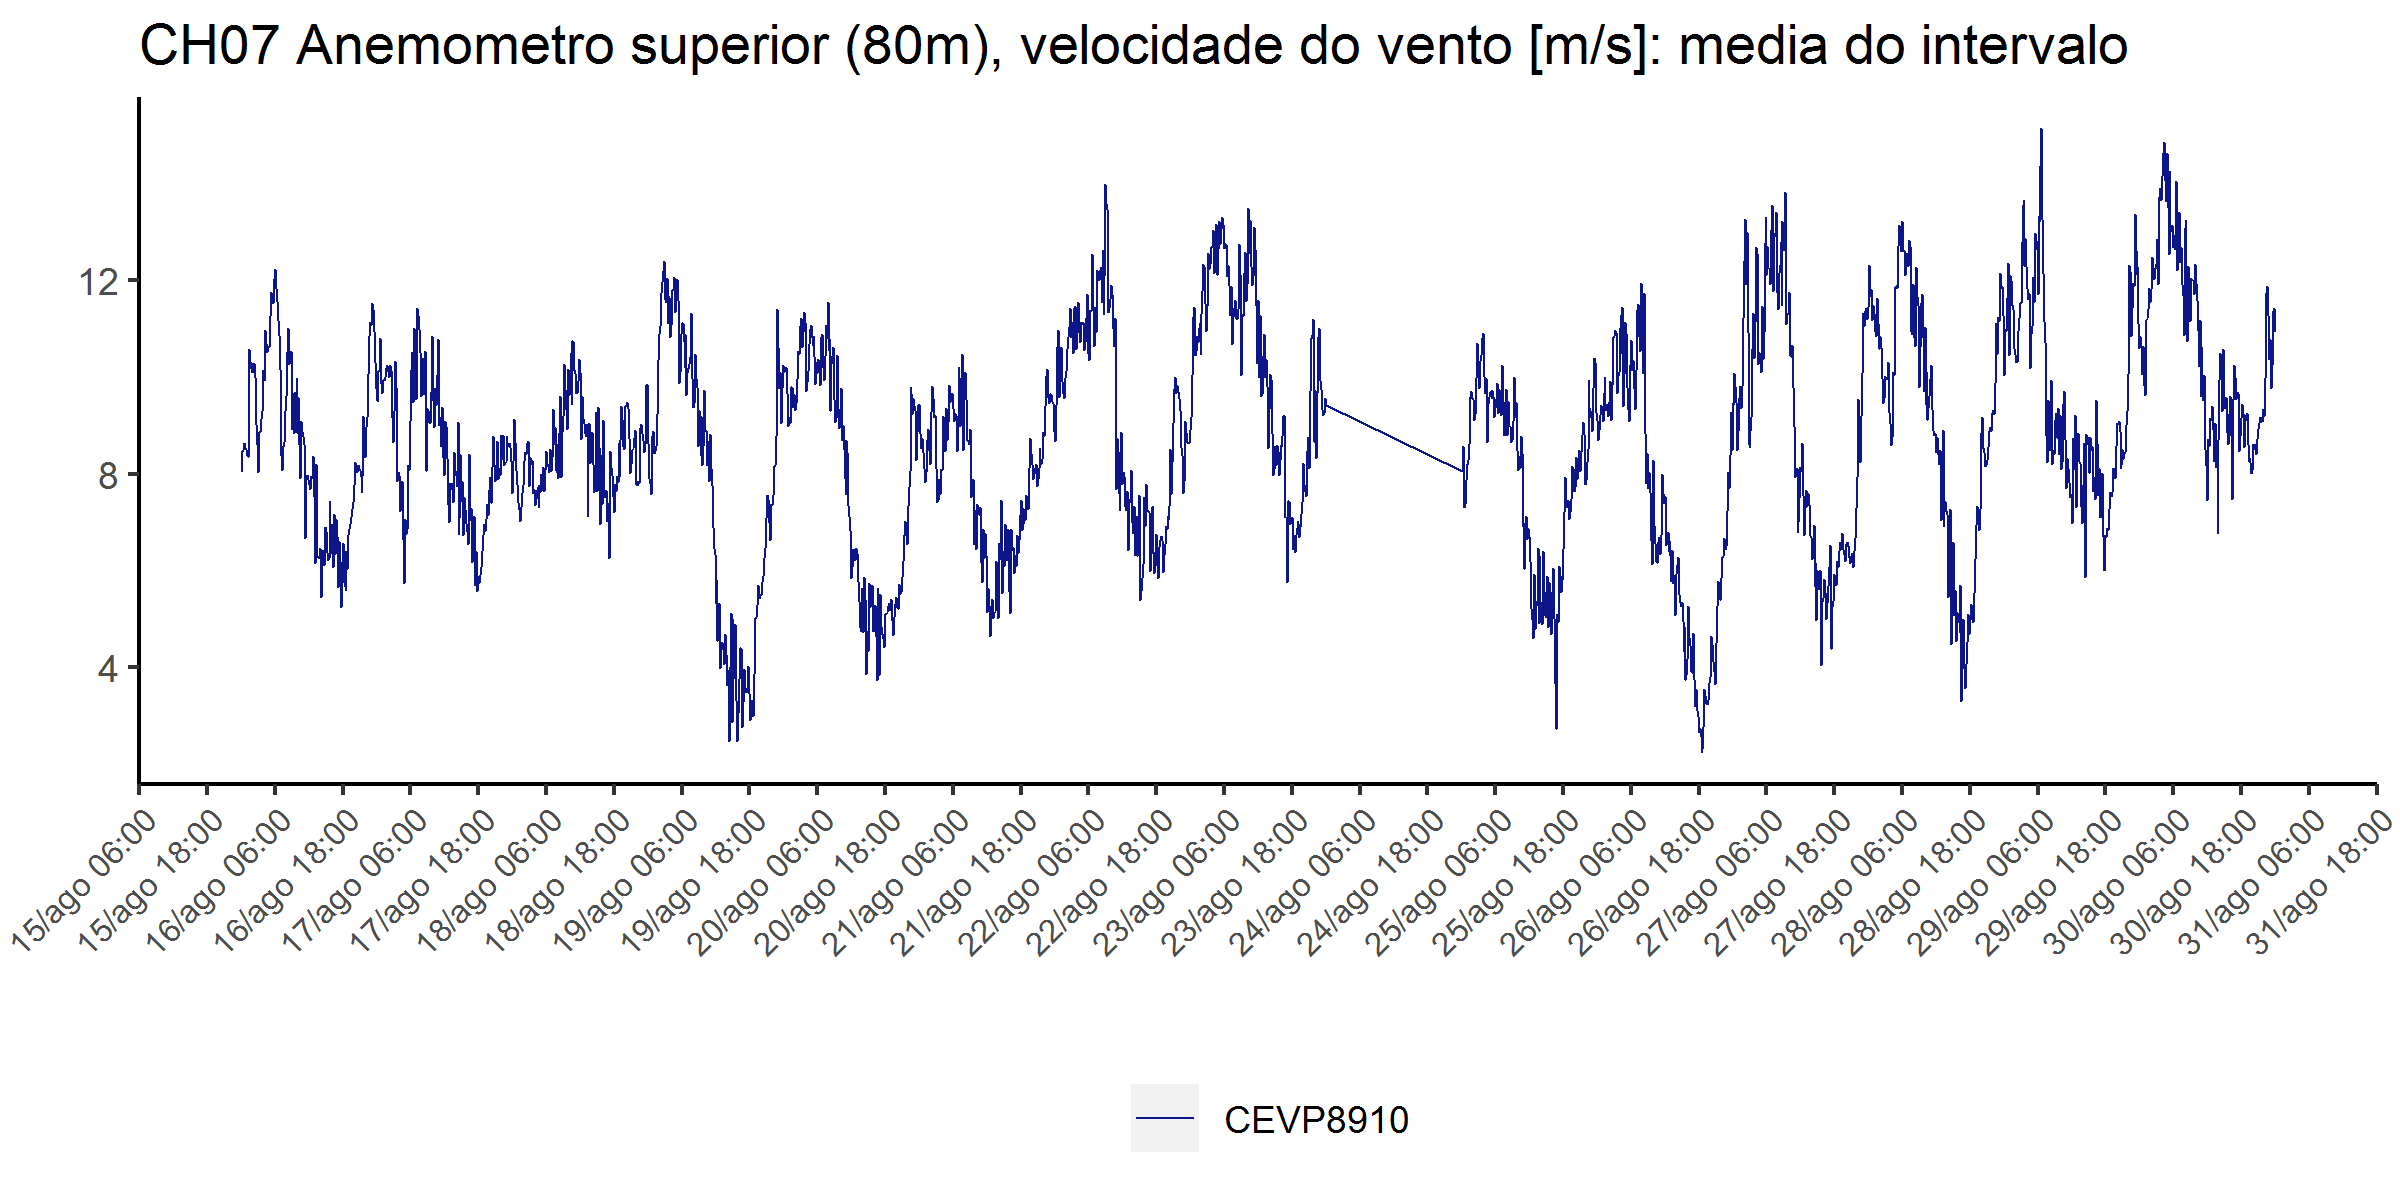 CH07 Anemometro superior (80m), velocidade do vento [m/s]: media do intervalo
12
8
4
15/ago 06:00
15/ago 18:00
16/ago 06:00
16/ago 18:00
17/ago 06:00
17/ago 18:00
18/ago 06:00
18/ago 18:00
19/ago 06:00
19/ago 18:00
20/ago 06:00
20/ago 18:00
21/ago 06:00
21/ago 18:00
22/ago 06:00
22/ago 18:00
23/ago 06:00
23/ago 18:00
24/ago 06:00
24/ago 18:00
25/ago 06:00
25/ago 18:00
26/ago 06:00
26/ago 18:00
27/ago 06:00
27/ago 18:00
28/ago 06:00
28/ago 18:00
29/ago 06:00
29/ago 18:00
30/ago 06:00
30/ago 18:00
31/ago 06:00
31/ago 18:00
CEVP8910